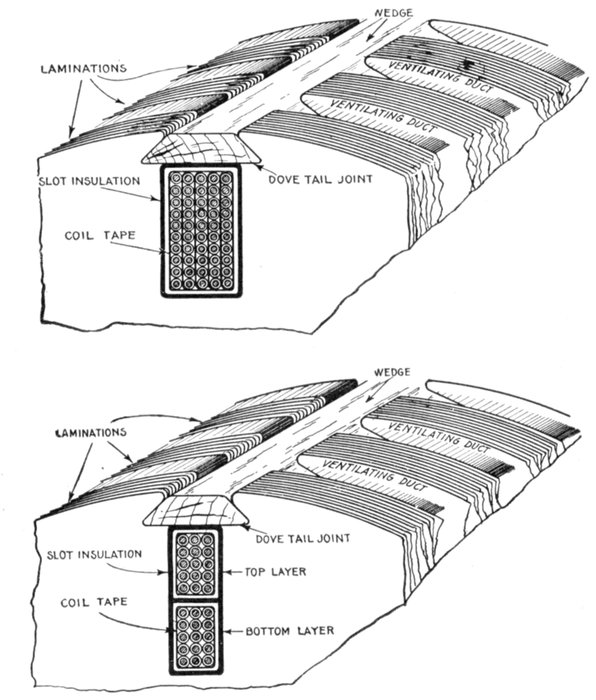 WEDGE
LAMINATIONS
VENTILATING DUCT
VENTILATING DUCT
SLOT INSULATION
DOVE TAIL JOINT
COIL TAPE
WEDGE
LAMINATIONS
VENTILATING DUCT
VENTILATING DUCT
DOVE TAIL JOINT
SLOT INSULATION
TOP LAYER
COIL TAPE
BOTTOM LAYER